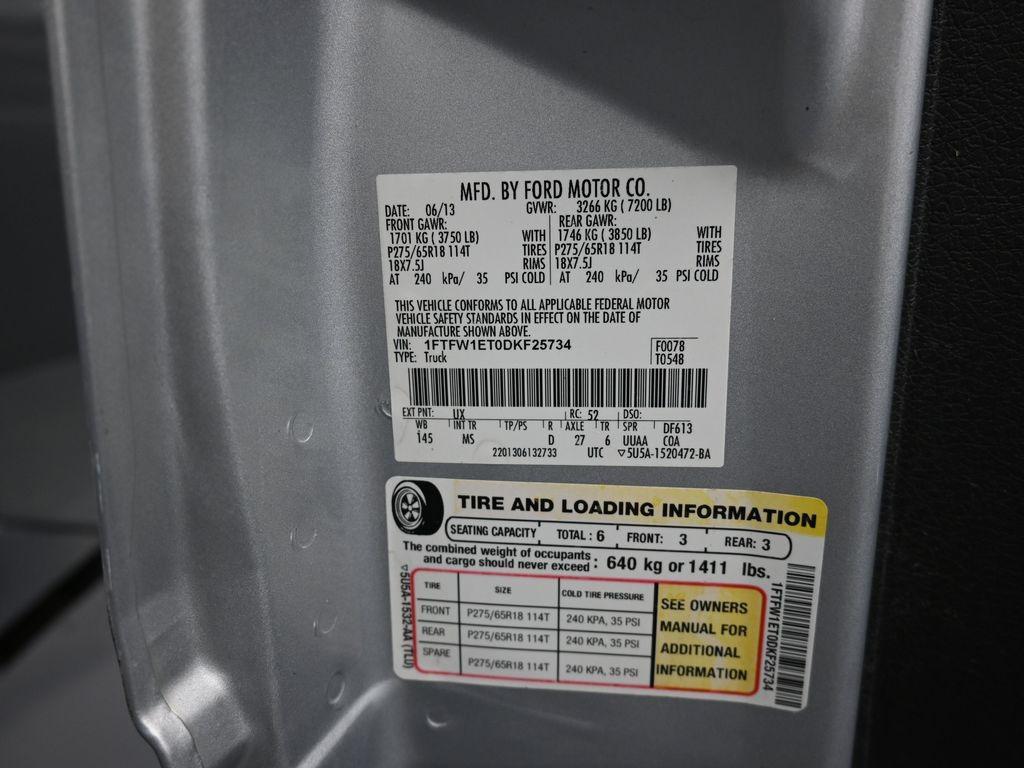 MFD. BY FORD MOTOR CO.
DATE: 06/13 GVWR: 3266 KG ( 7200 LB)
FRONT GAWR: REAR GAWR:
1701 KG ( 3750 LB) WITH 1746 KG ( 3850 LB) WITH
P275/65R18 114T TIRES P275/65R18 114T TIRES
18X7.5J RIMS 18X7.5J RIMS
AT 240 kPa/ 35 PSI COLD AT 240 kPa/ 35 PSI COLD
THIS VEHICLE CONFORMS TO ALL APPLICABLE FEDERAL MOTOR
VEHICLE SAFETY STANDARDS IN EFFECT ON THE DATE OF
MANUFACTURE SHOWN ABOVE.
VIN: 1FTFW1ET0DKF25734 F0078
TYPE: Truck T0548
EXT PNT: UX RC: 52 DSO:
WB INT TR TP/PS R AXLE TR SPR DF613
145 MS D 27 6 UUAA COA
2201306132733 UTC ▽5U5A-1520472-BA
TIRE AND LOADING INFORMATION
SEATING CAPACITY TOTAL : 6 FRONT: 3 REAR: 3
The combined weight of occupants
and cargo should never exceed : 640 kg or 1411 lbs.
TIRE SIZE COLD TIRE PRESSURE
FRONT P275/65R18 114T 240 KPA, 35 PSI
REAR P275/65R18 114T 240 KPA, 35 PSI
SPARE P275/65R18 114T 240 KPA, 35 PSI
SEE OWNERS
MANUAL FOR
ADDITIONAL
INFORMATION
▽5U5A-1532-AA (TLU)
1FTFW1ET0DKF25734